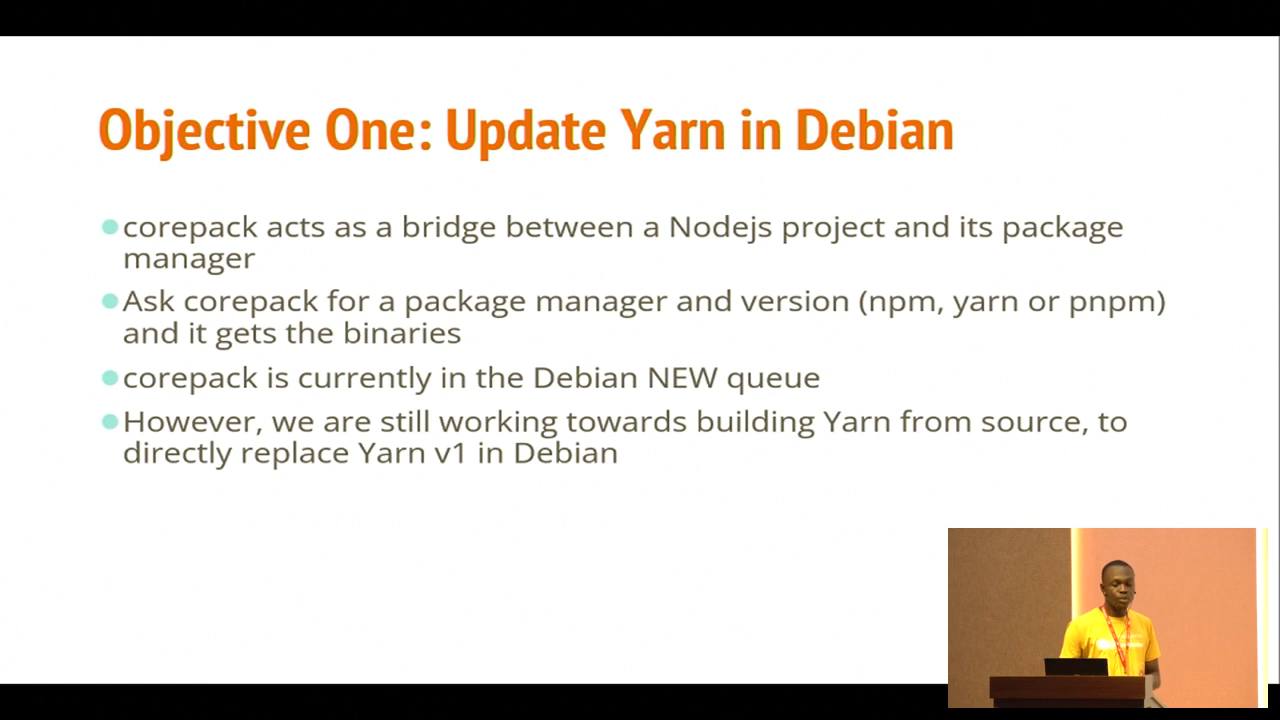 Objective One: Update Yarn in Debian
corepack acts as a bridge between a Nodejs project and its package
manager
Ask corepack for a package manager and version (npm, yarn or pnpm)
and it gets the binaries
corepack is currently in the Debian NEW queue
However, we are still working towards building Yarn from source, to
directly replace Yarn v1 in Debian